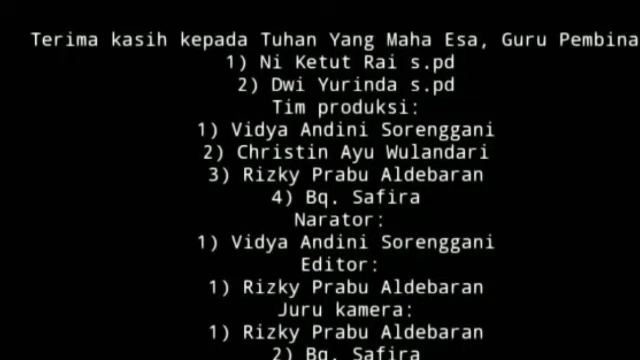 Terima kasih kepada Tuhan Yang Maha Esa, Guru Pembina
1) Ni Ketut Rai s.pd
2) Dwi Yurinda s.pd
Tim produksi:
1) Vidya Andini Sorenggani
2) Christin Ayu Wulandari
3) Rizky Prabu Aldebaran
4) Bq. Safira
Narator:
1) Vidya Andini Sorenggani
Editor:
1) Rizky Prabu Aldebaran
Juru kamera:
1) Rizky Prabu Aldebaran
2) Bq. Safira